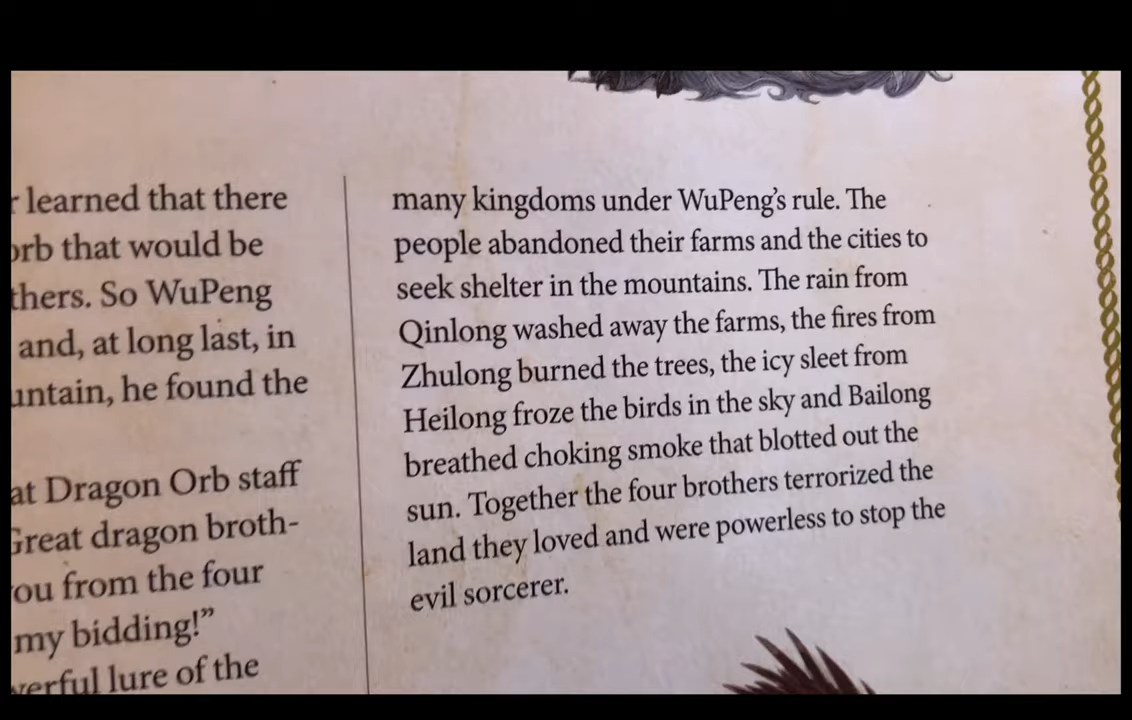 learned that there
that would be
So WuPeng
and, at long last, in
he found the
Dragon Orb staff
Great dragon broth-
from the four
my bidding!”
lure of the
many kingdoms under WuPeng’s rule. The
people abandoned their farms and the cities to
seek shelter in the mountains. The rain from
Qinlong washed away the farms, the fires from
Zhulong burned the trees, the icy sleet from
Heilong froze the birds in the sky and Bailong
breathed choking smoke that blotted out the
sun. Together the four brothers terrorized the
land they loved and were powerless to stop the
evil sorcerer.